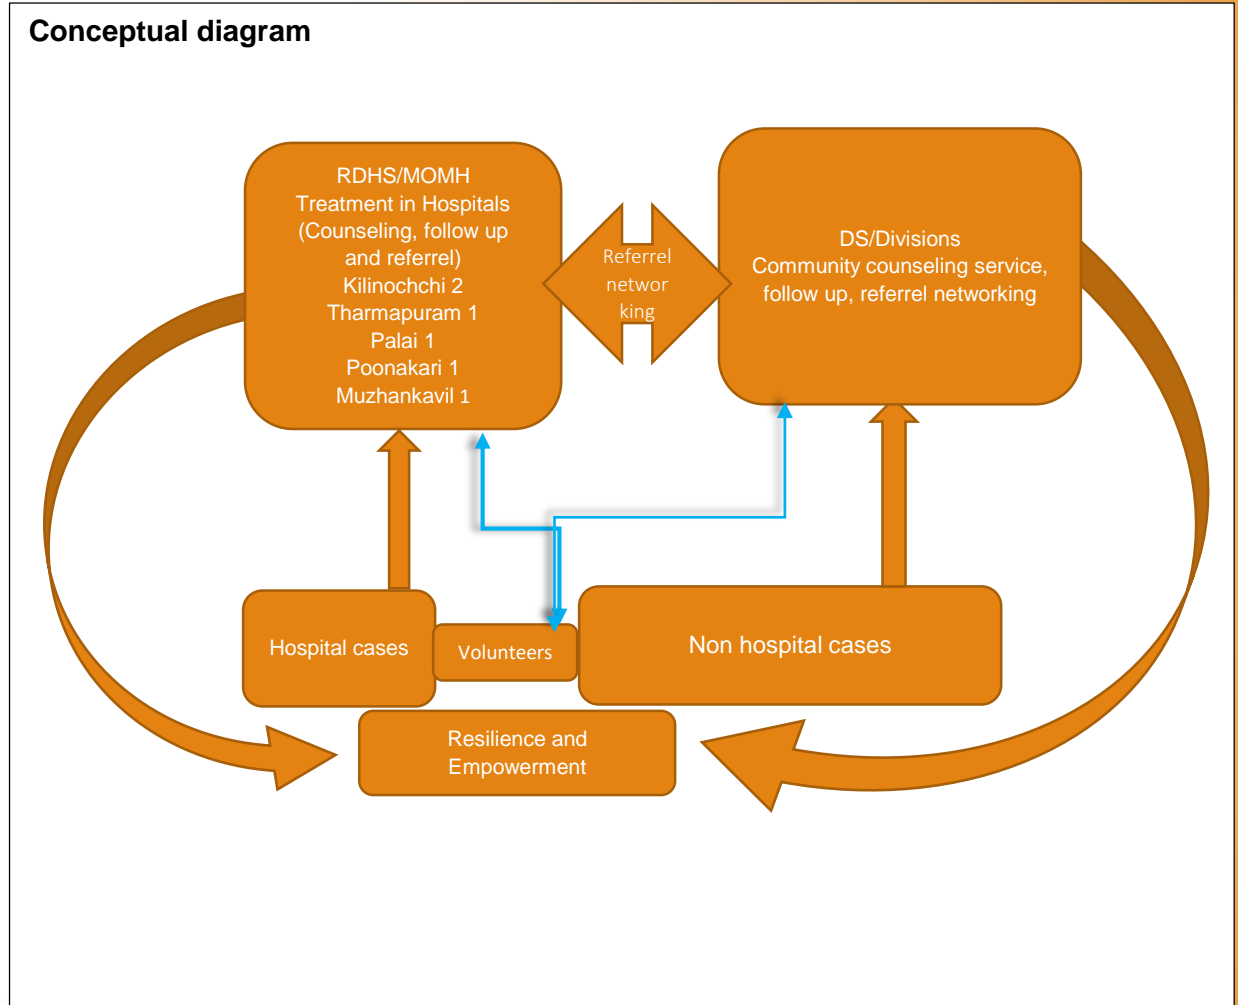 Conceptual diagram
RDHS/MOMH
Treatment in Hospitals
(Counseling, follow up
and referrel)
Kilinochchi 2
Tharmapuram 1
Palai 1
Poonakari 1
Muzhankavil 1
Referrel
networ
king
DS/Divisions
Community counseling service,
follow up, referrel networking
Hospital cases
Volunteers
Non hospital cases
Resilience and
Empowerment